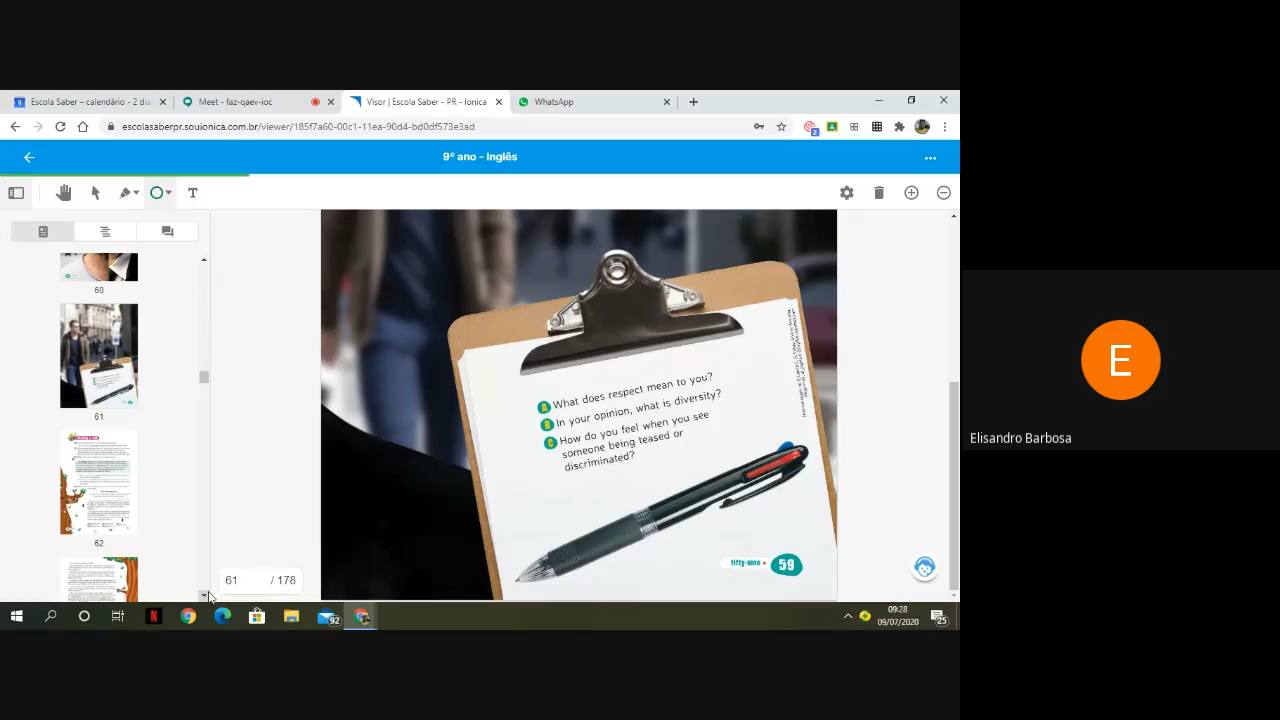 Escola Saber – calendário - 2 dia
Meet - faz-qaev-ioc
Visor | Escola Saber - PR - Ionica
WhatsApp
escolasaberpr.souionica.com.br/viewer/185f7a60-00c1-11ea-90d4-bd0df573e3ad
2
9º ano - Inglês
T
60
61
62
A What does respect mean to you?
B In your opinion, what is diversity?
C How do you feel when you see
someone being teased or
discriminated?
fifty-nine • 59
61 / 178
92
09:28
09/07/2020
25
E
Elisandro Barbosa